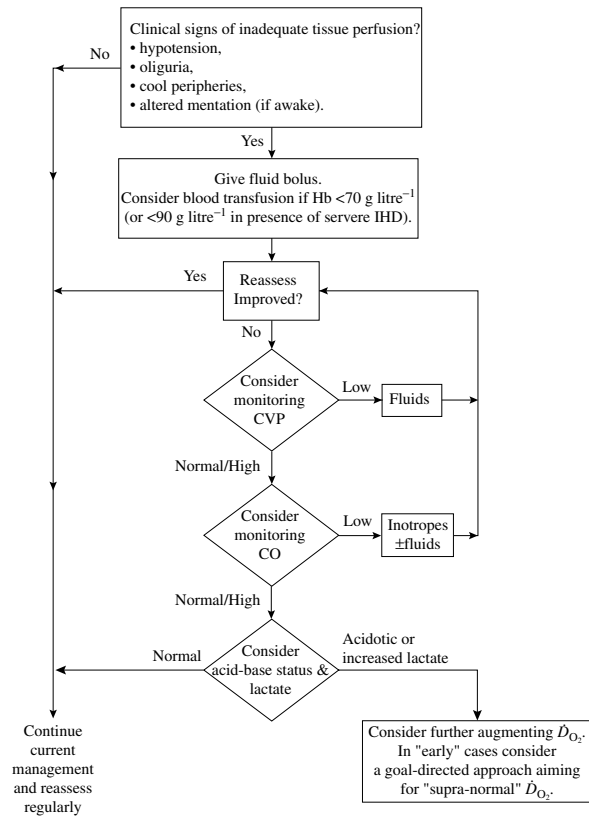 Clinical signs of inadequate tissue perfusion?
• hypotension,
• oliguria,
• cool peripheries,
• altered mentation (if awake).
No
Yes
Give fluid bolus.
Consider blood transfusion if Hb <70 g litre⁻¹
(or <90 g litre⁻¹ in presence of servere IHD).
Yes
Reassess
Improved?
No
Consider
monitoring
CVP
Low
Fluids
Normal/High
Consider
monitoring
CO
Low
Inotropes
±fluids
Normal/High
Consider
acid-base status &
lactate
Normal
Acidotic or
increased lactate
Continue
current
management
and reassess
regularly
Consider further augmenting ḊO₂.
In "early" cases consider
a goal-directed approach aiming
for "supra-normal" ḊO₂.